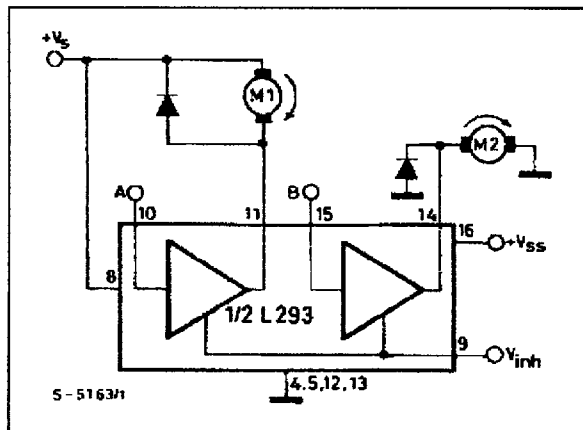 +Vs
M1
M2
A
B
10
11
15
14
16
+Vss
8
1/2 L293
9
Vinh
4.5,12,13
S-5163/1